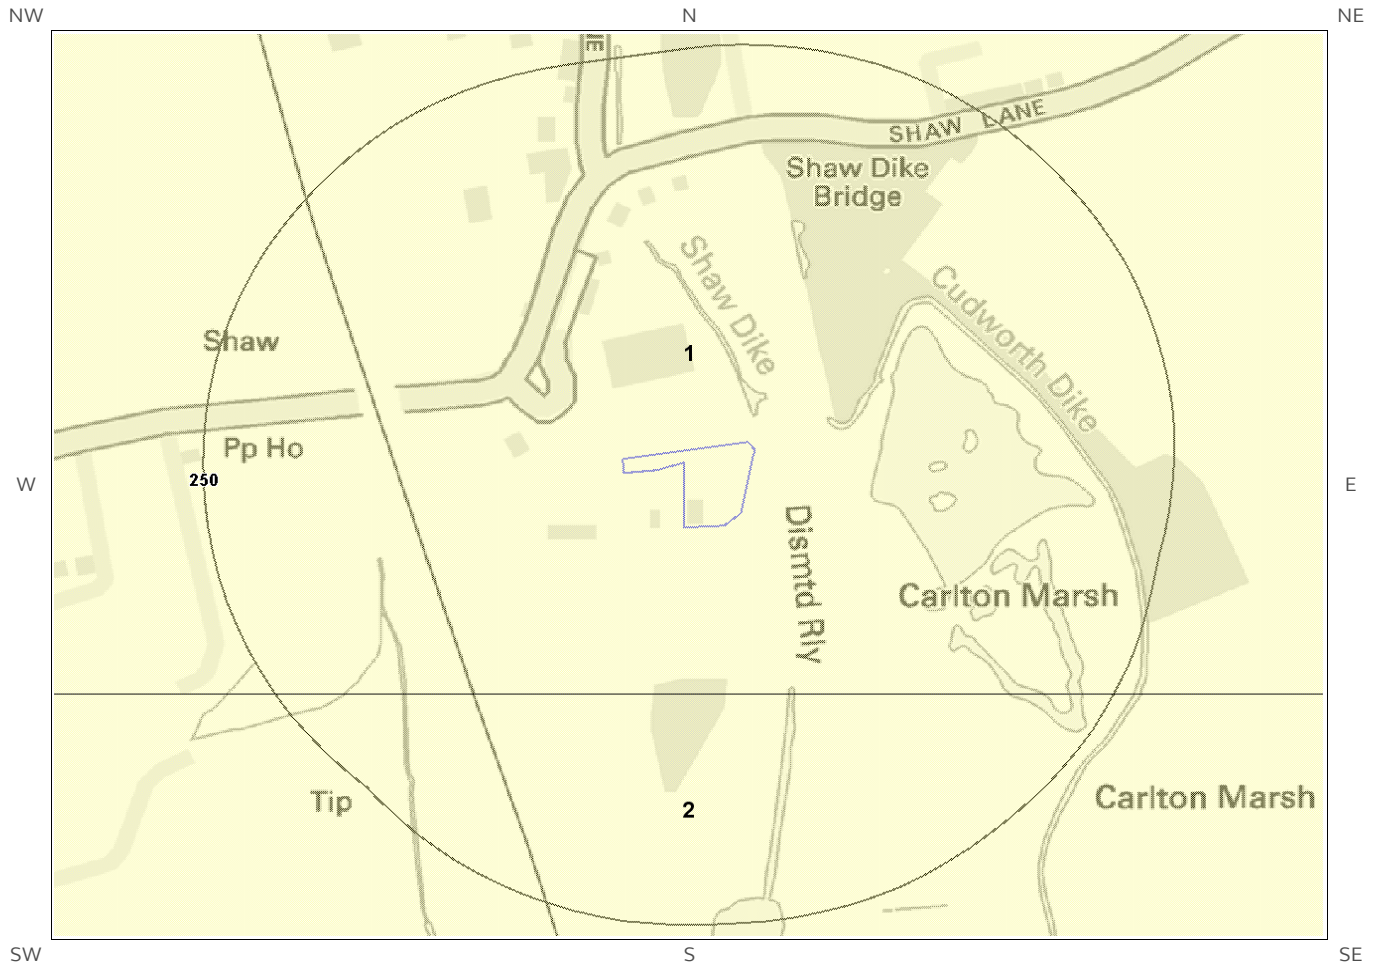 NW
N
NE
SHAW LANE
Shaw Dike
Bridge
Shaw Dike
Cudworth Dike
Shaw
1
Pp Ho
W
250
E
Dismtd Rly
Carlton Marsh
Tip
2
Carlton Marsh
SW
S
SE